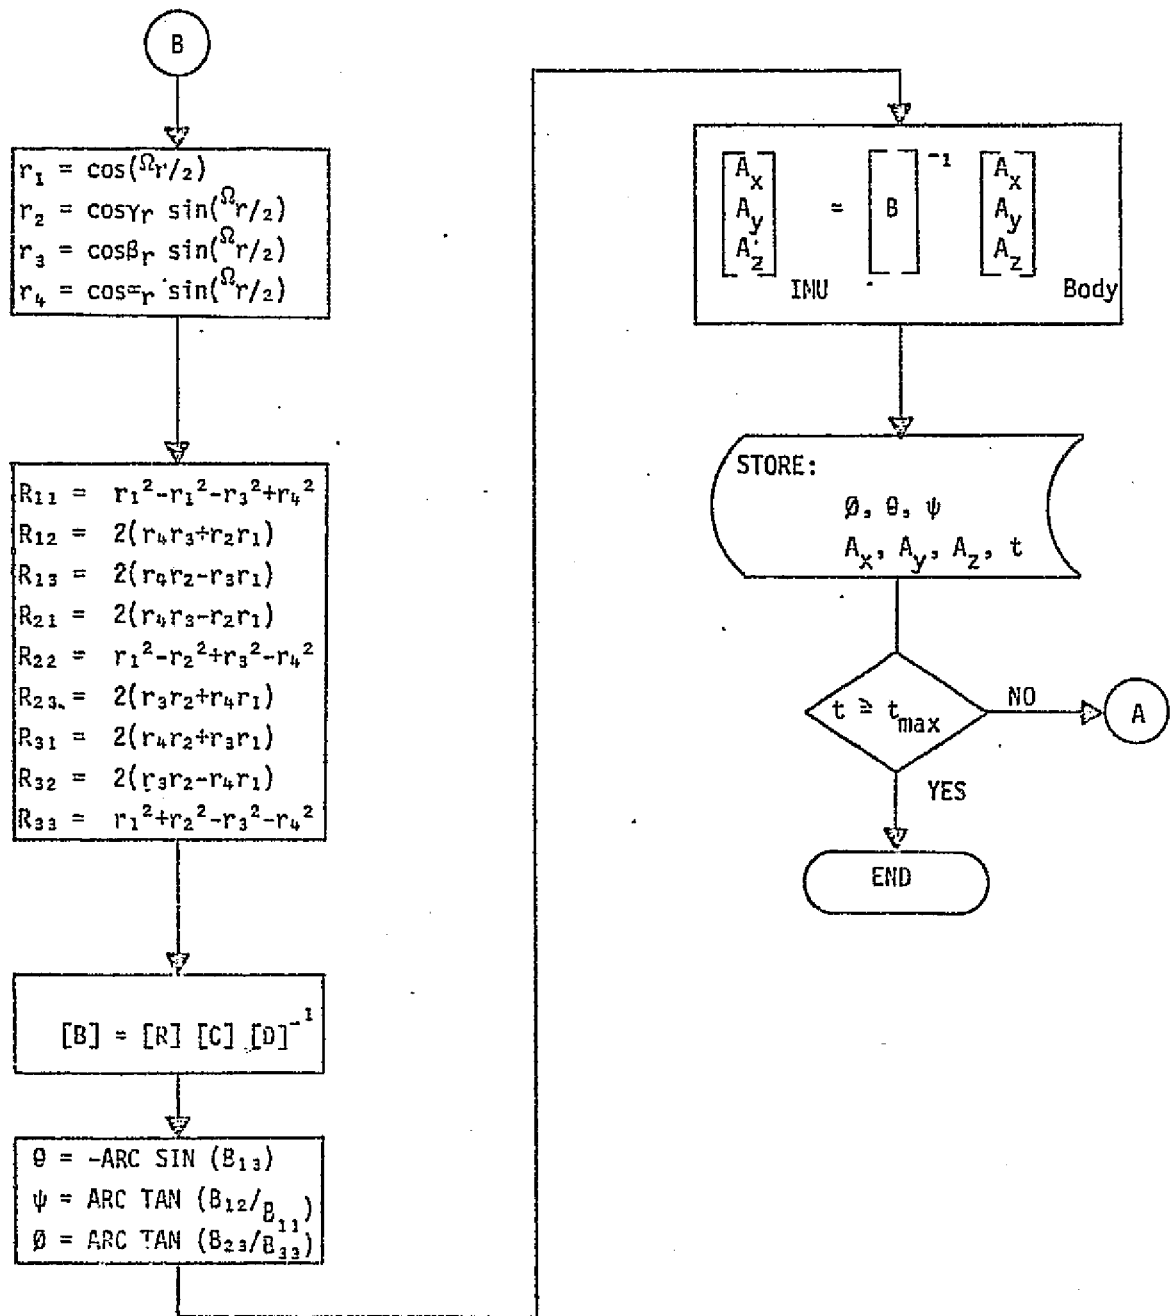 B
r₁ = cos(Ωr/2)
r₂ = cosγr sin(Ωr/2)
r₃ = cosβr sin(Ωr/2)
r₄ = cos∝r sin(Ωr/2)
R₁₁ = r₁²-r₁²-r₃²+r₄²
R₁₂ = 2(r₄r₃+r₂r₁)
R₁₃ = 2(r₄r₂-r₃r₁)
R₂₁ = 2(r₄r₃-r₂r₁)
R₂₂ = r₁²-r₂²+r₃²-r₄²
R₂₃ = 2(r₃r₂+r₄r₁)
R₃₁ = 2(r₄r₂+r₃r₁)
R₃₂ = 2(r₃r₂-r₄r₁)
R₃₃ = r₁²+r₂²-r₃²-r₄²
[B] = [R] [C] [D]⁻¹
θ = -ARC SIN (B₁₃)
ψ = ARC TAN (B₁₂/B₁₁)
Ø = ARC TAN (B₂₃/B₃₃)
[Ax] [ ]⁻¹ [Ax]
[Ay] = [B] [Ay]
[Az] [ ] [Az]
IMU Body
STORE:
Ø, θ, ψ
Ax, Ay, Az, t
t ≥ tmax
NO
A
YES
END